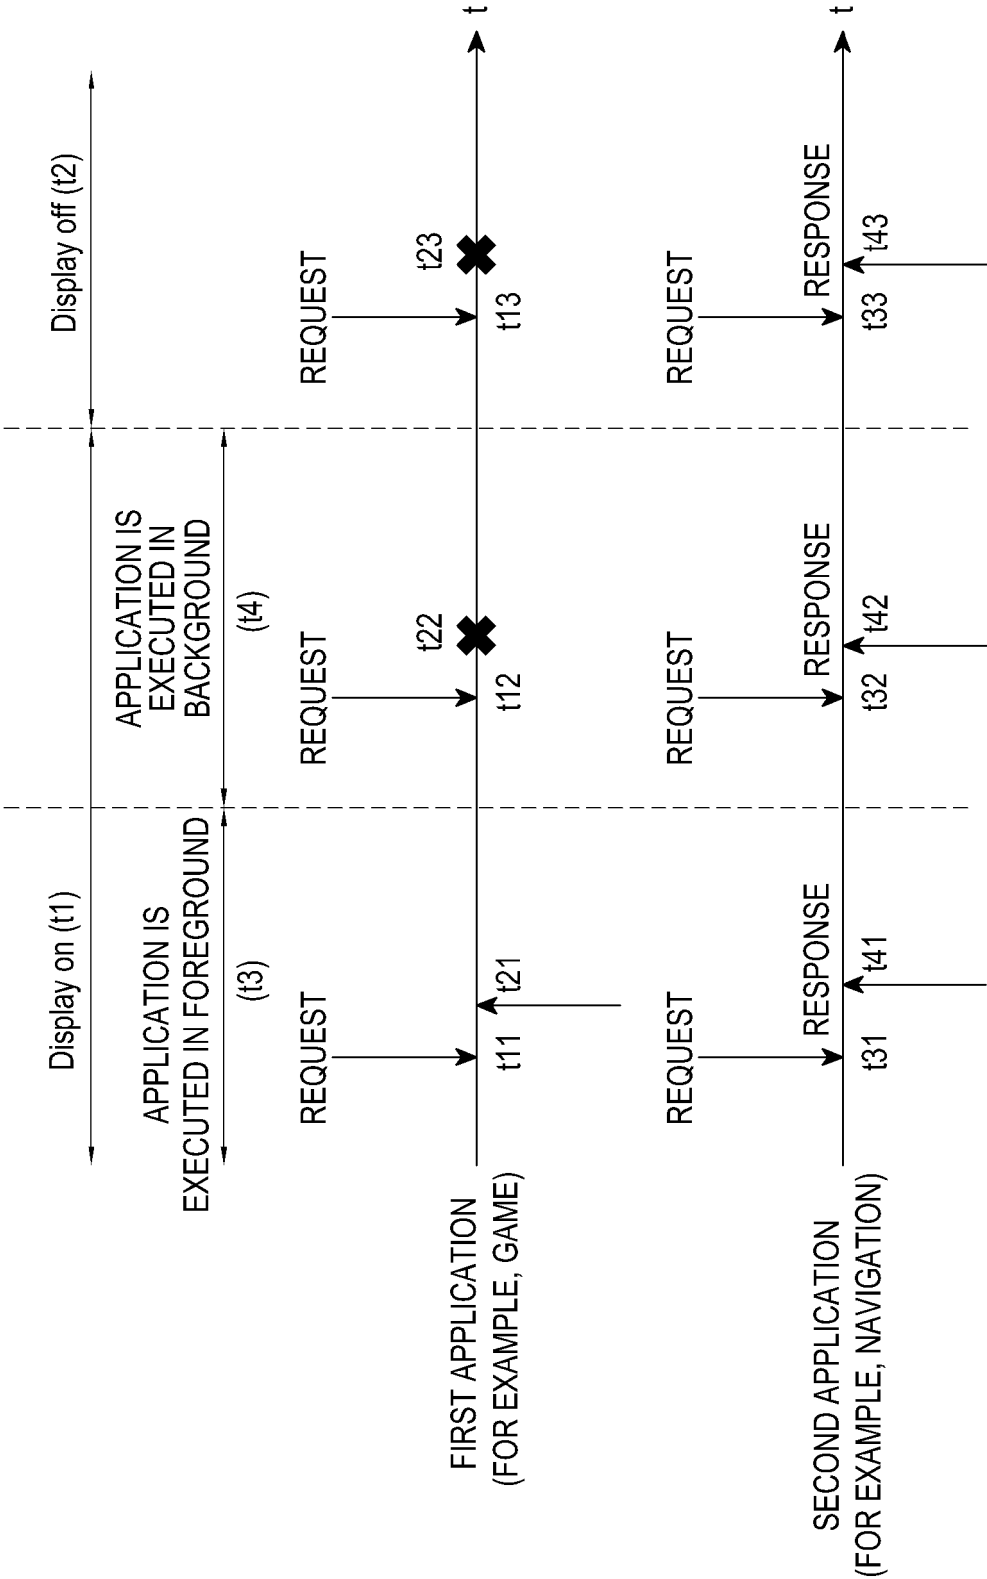 Display on (t1)
Display off (t2)
APPLICATION IS
EXECUTED IN FOREGROUND
(t3)
APPLICATION IS
EXECUTED IN
BACKGROUND
(t4)
FIRST APPLICATION
(FOR EXAMPLE, GAME)
REQUEST
t11
t21
REQUEST
t12
t22
REQUEST
t13
t23
t
SECOND APPLICATION
(FOR EXAMPLE, NAVIGATION)
REQUEST
t31
RESPONSE
t41
REQUEST
t32
RESPONSE
t42
REQUEST
t33
RESPONSE
t43
t